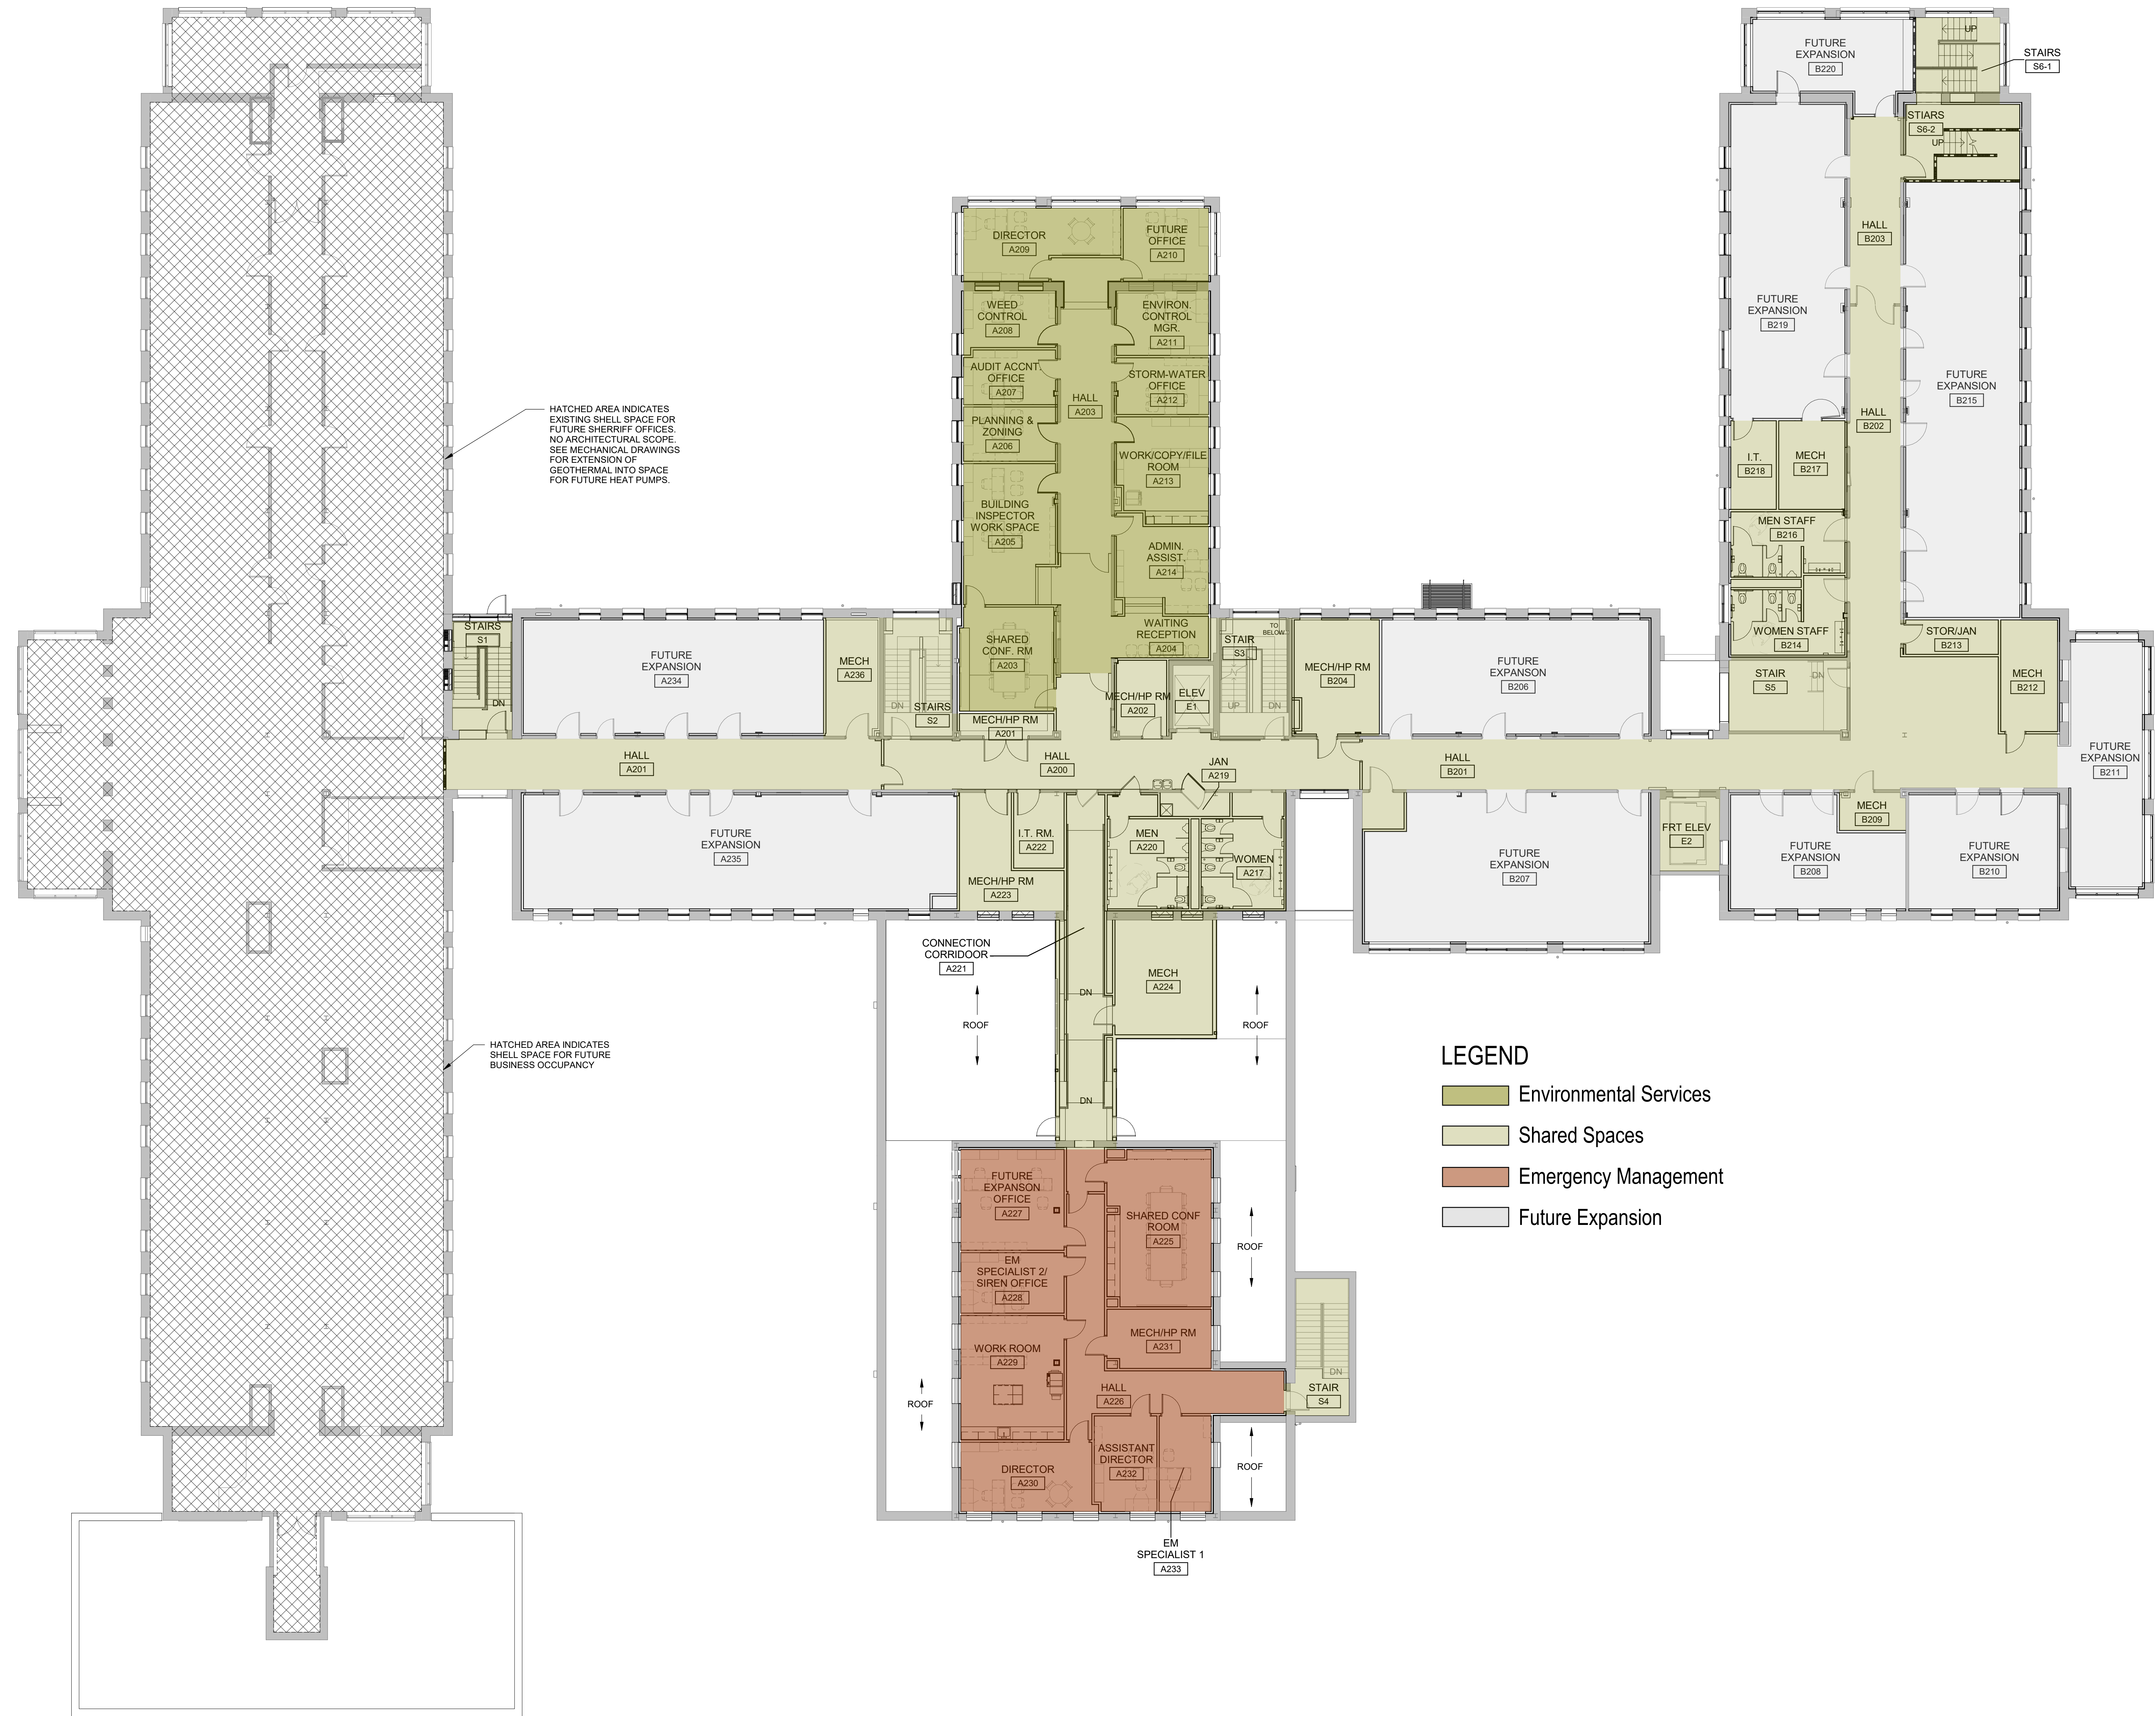 FUTURE
EXPANSION
B220
UP
STAIRS
S6-1
STIARS
S6-2
UP
HALL
B203
FUTURE
EXPANSION
B219
FUTURE
EXPANSION
B215
HALL
B202
I.T.
B218
MECH
B217
MEN STAFF
B216
WOMEN STAFF
B214
STOR/JAN
B213
MECH
B212
STAIR
S5
DN
FUTURE
EXPANSION
B211
DIRECTOR
A209
FUTURE
OFFICE
A210
WEED
CONTROL
A208
ENVIRON.
CONTROL
MGR.
A211
AUDIT ACCNT.
OFFICE
A207
STORM-WATER
OFFICE
A212
HALL
A203
PLANNING &
ZONING
A206
WORK/COPY/FILE
ROOM
A213
BUILDING
INSPECTOR
WORK SPACE
A205
ADMIN.
ASSIST.
A214
WAITING
RECEPTION
A204
SHARED
CONF. RM
A203
HATCHED AREA INDICATES
EXISTING SHELL SPACE FOR
FUTURE SHERRIFF OFFICES.
NO ARCHITECTURAL SCOPE.
SEE MECHANICAL DRAWINGS
FOR EXTENSION OF
GEOTHERMAL INTO SPACE
FOR FUTURE HEAT PUMPS.
STAIRS
S1
DN
FUTURE
EXPANSION
A234
MECH
A236
DN
STAIRS
S2
MECH/HP RM
A201
MECH/HP RM
A202
ELEV
E1
STAIR
S3
TO
BELOW
UP
DN
MECH/HP RM
B204
FUTURE
EXPANSON
B206
HALL
A201
HALL
A200
JAN
A219
HALL
B201
FUTURE
EXPANSION
A235
I.T. RM.
A222
MECH/HP RM
A223
MEN
A220
WOMEN
A217
FUTURE
EXPANSION
B207
FRT ELEV
E2
MECH
B209
FUTURE
EXPANSION
B208
FUTURE
EXPANSION
B210
CONNECTION
CORRIDOOR
A221
MECH
A224
DN
ROOF
ROOF
DN
HATCHED AREA INDICATES
SHELL SPACE FOR FUTURE
BUSINESS OCCUPANCY
LEGEND
Environmental Services
Shared Spaces
Emergency Management
Future Expansion
FUTURE
EXPANSON
OFFICE
A227
SHARED CONF
ROOM
A225
ROOF
EM
SPECIALIST 2/
SIREN OFFICE
A228
WORK ROOM
A229
MECH/HP RM
A231
HALL
A226
DN
STAIR
S4
ROOF
DIRECTOR
A230
ASSISTANT
DIRECTOR
A232
ROOF
EM
SPECIALIST 1
A233